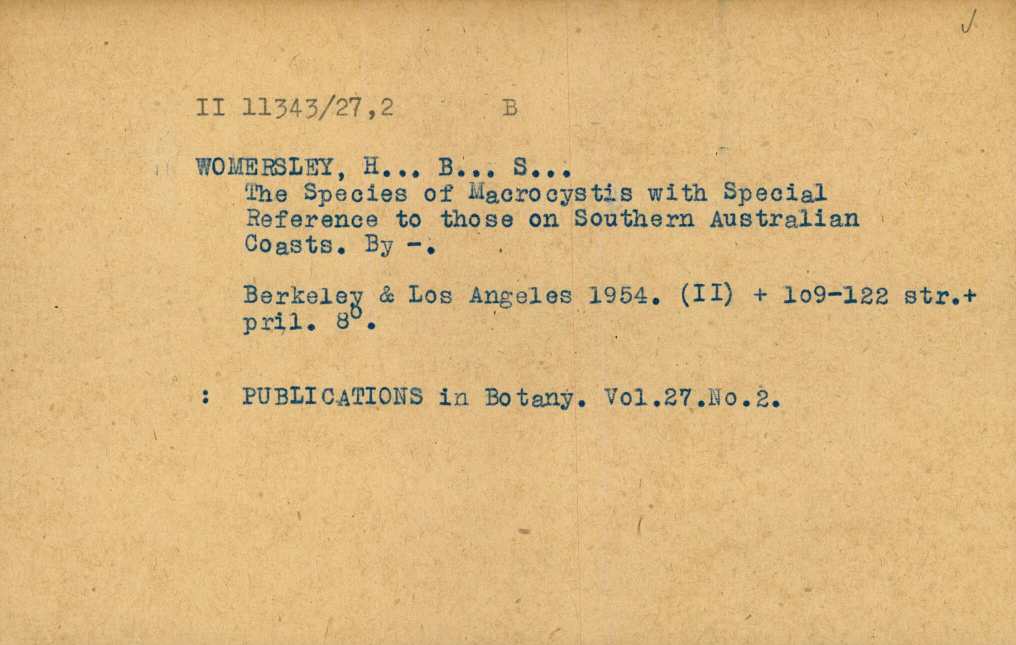 II 11343/27,2 B
WOMERSLEY, H... B... S...
The Species of Macrocystis with Special
Reference to those on Southern Australian
Coasts. By -.
Berkeley & Los Angeles 1954. (II) + 1o9-122 str.+
pril. 8º.
: PUBLICATIONS in Botany. Vol.27.No.2.